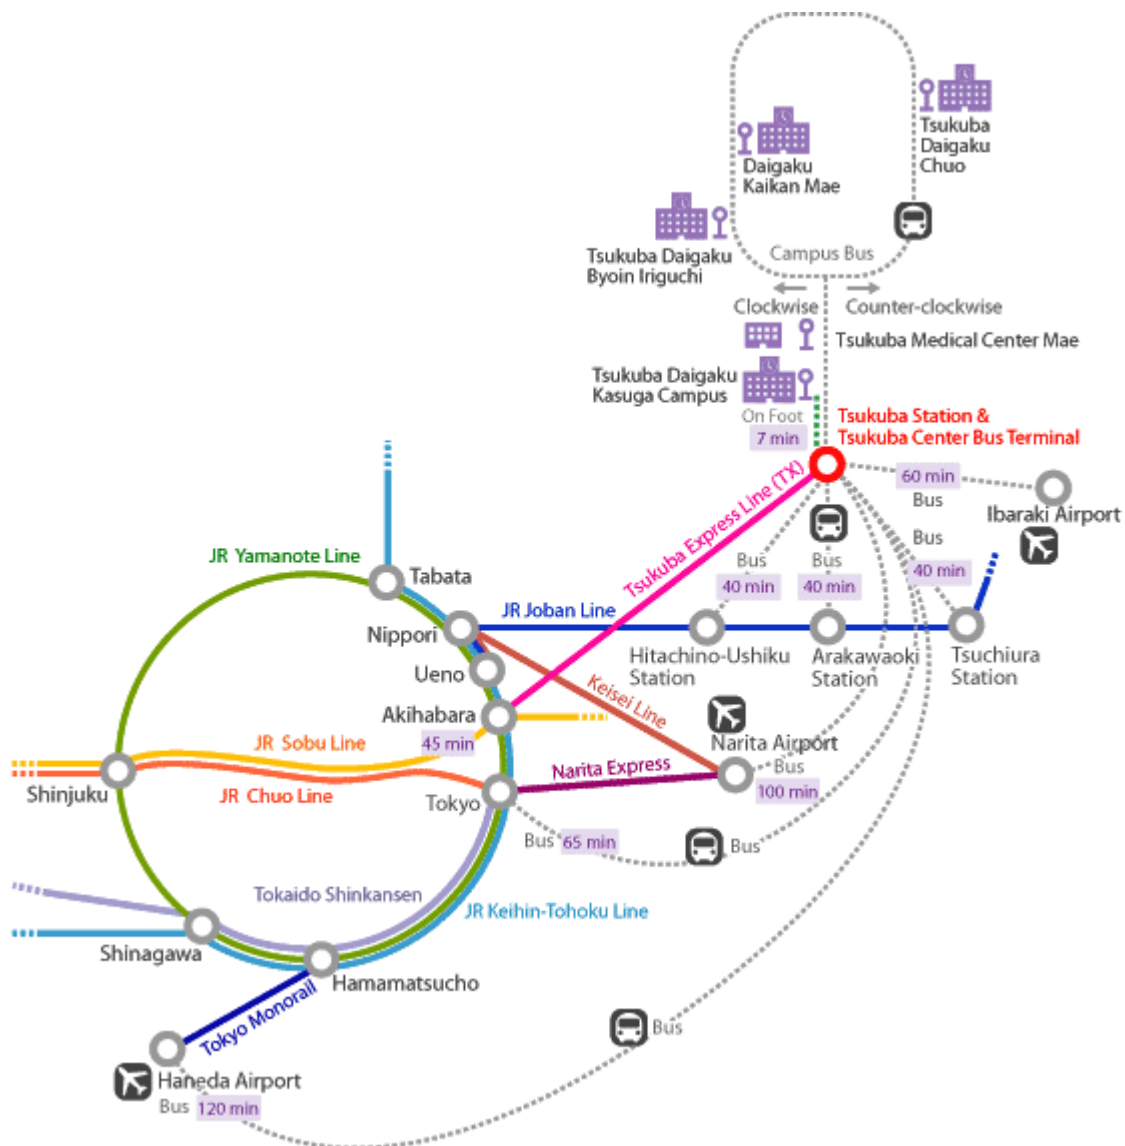 Tsukuba
Daigaku
Chuo
Daigaku
Kaikan Mae
Tsukuba Daigaku
Byoin Iriguchi
Campus Bus
Clockwise
Counter-clockwise
Tsukuba Medical Center Mae
Tsukuba Daigaku
Kasuga Campus
On Foot
7 min
Tsukuba Station &
Tsukuba Center Bus Terminal
60 min
Bus
Ibaraki Airport
Tsukuba Express Line (TX)
Bus
40 min
Bus
40 min
Bus
40 min
JR Yamanote Line
Tabata
JR Joban Line
Nippori
Hitachino-Ushiku
Station
Arakawaoki
Station
Tsuchiura
Station
Ueno
Keisei Line
Akihabara
45 min
Narita Airport
Bus
100 min
JR Sobu Line
Narita Express
Shinjuku
JR Chuo Line
Tokyo
Bus
65 min
Bus
Tokaido Shinkansen
JR Keihin-Tohoku Line
Shinagawa
Hamamatsucho
Tokyo Monorail
Bus
Haneda Airport
Bus
120 min